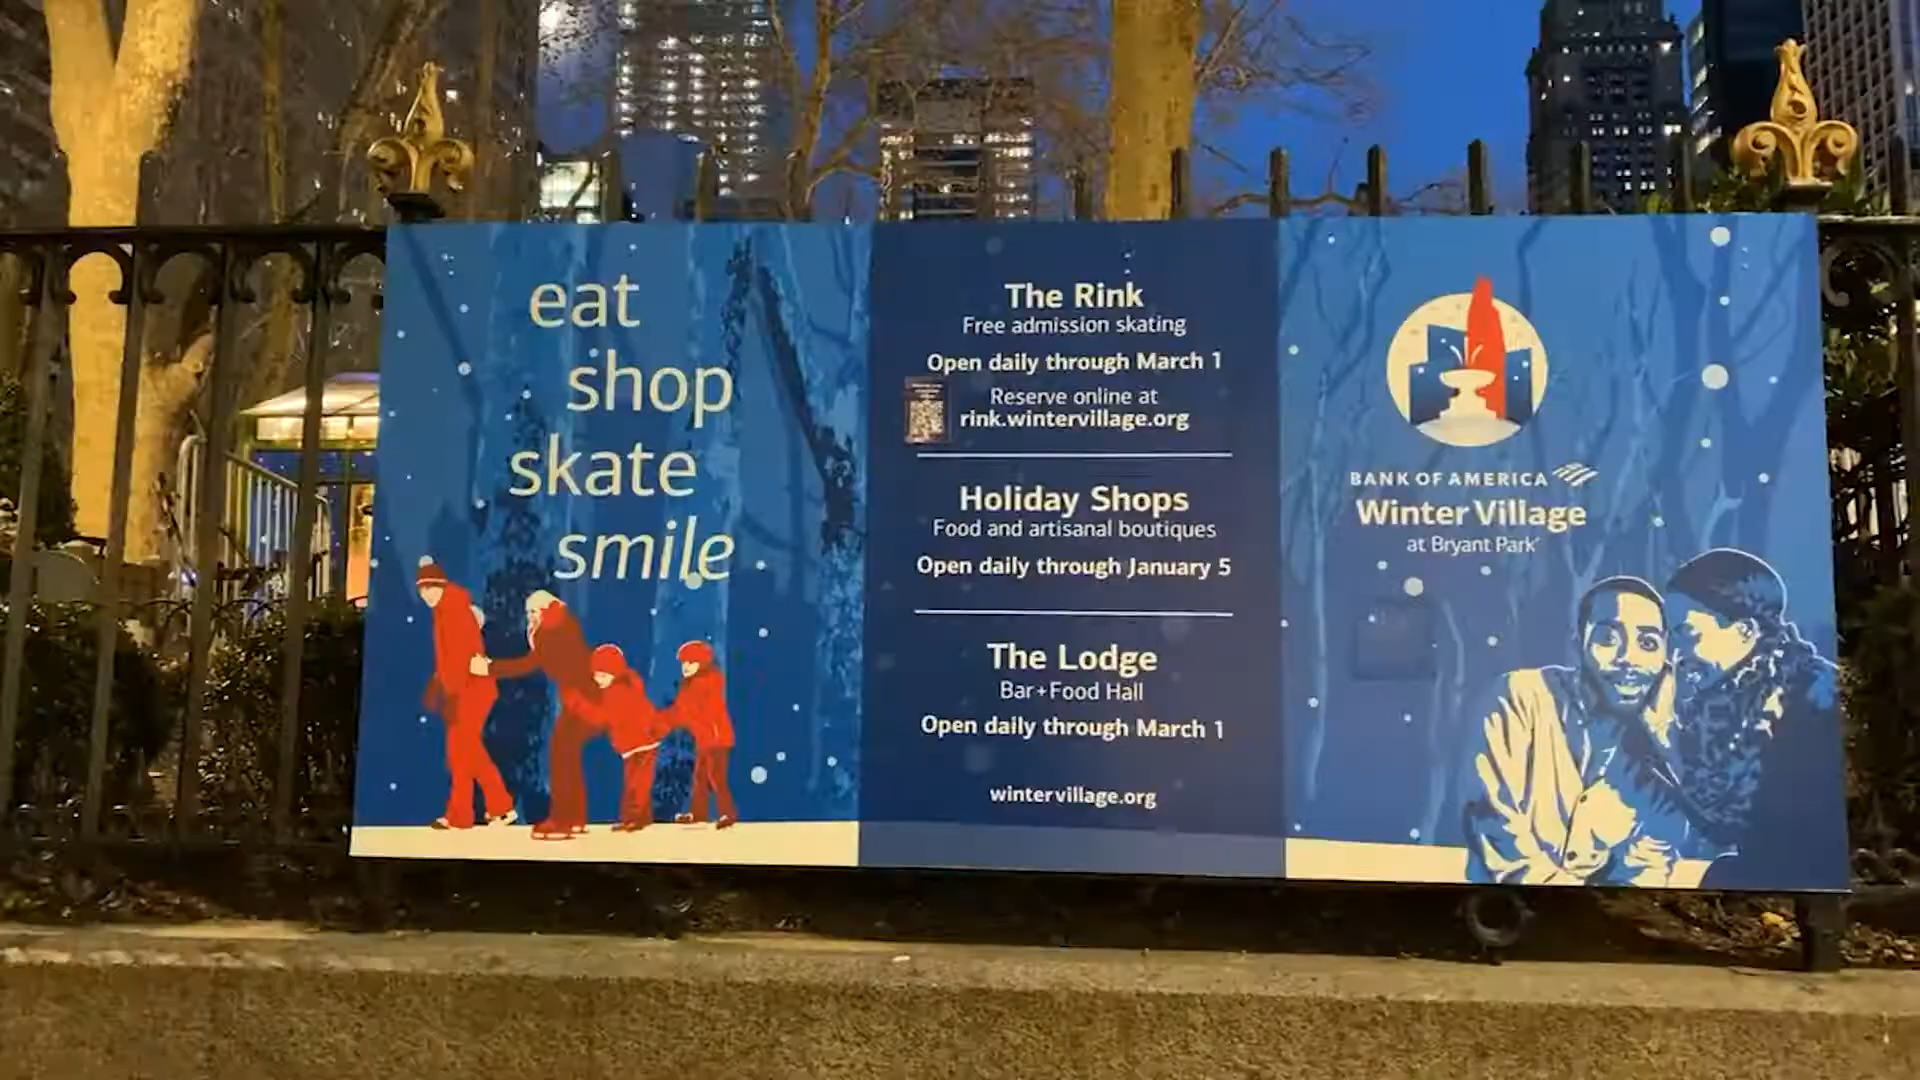 eat
shop
skate
smile
The Rink
Free admission skating
Open daily through March 1
Reserve online at
rink.wintervillage.org
Holiday Shops
Food and artisanal boutiques
Open daily through January 5
The Lodge
Bar+Food Hall
Open daily through March 1
wintervillage.org
BANK OF AMERICA
Winter Village
at Bryant Park